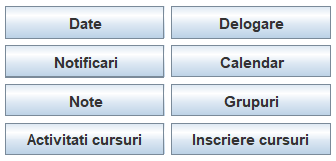 Date
Delogare
Notificari
Calendar
Note
Grupuri
Activitati cursuri
Inscriere cursuri